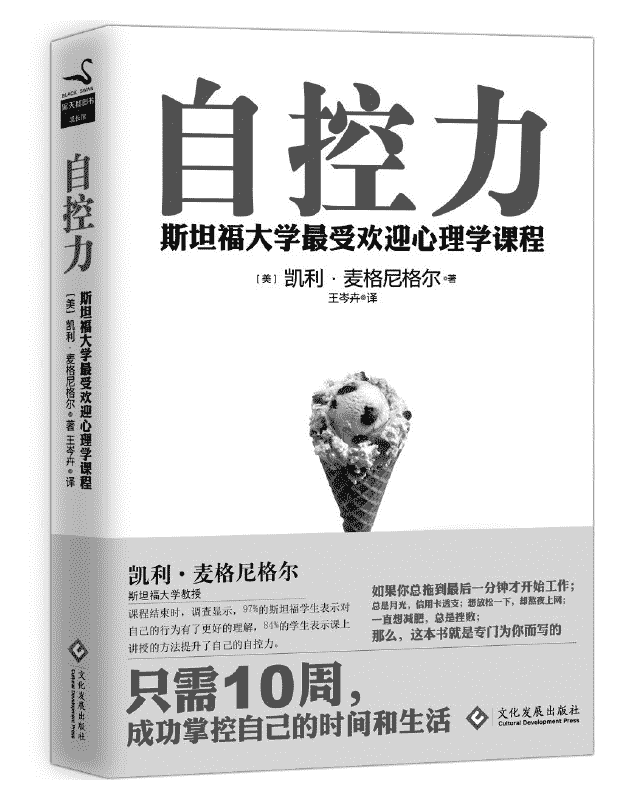 BLACK SWAN
自控力
斯坦福大学最受欢迎心理学课程
[美] 凯利·麦格尼格尔 著 王岑卉 译
文化发展出版社
Cultural Development Press
自控力
斯坦福大学最受欢迎心理学课程
[美] 凯利·麦格尼格尔 著
王岑卉 译
凯利·麦格尼格尔
斯坦福大学教授
课程结束时，调查显示，97%的斯坦福学生表示对
自己的行为有了更好的理解，84%的学生表示课上
讲授的方法提升了自己的自控力。
如果你总拖到最后一分钟才开始工作；
总是月光，信用卡透支；想放松一下，却熬夜上网；
一直想减肥，总是挫败；
那么，这本书就是专门为你而写的
只需10周，
成功掌控自己的时间和生活
文化发展出版社
Cultural Development Press